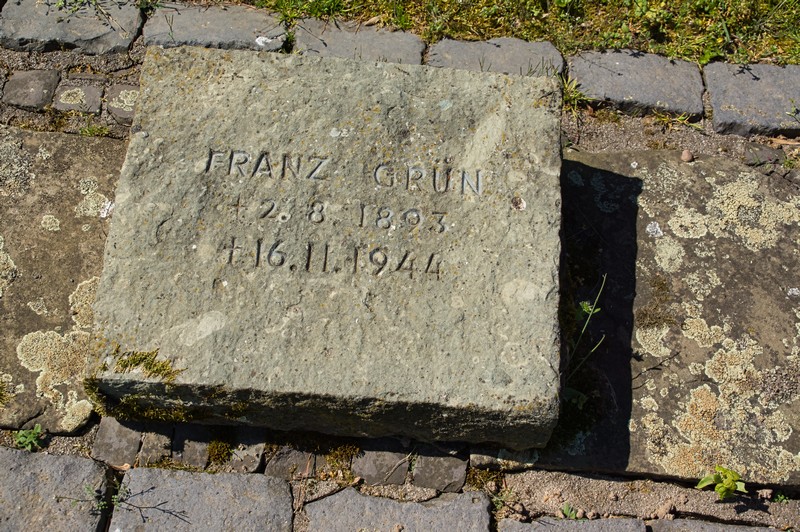 FRANZ GRÜN
+ 2. 8. 1893
† 16. 11. 1944